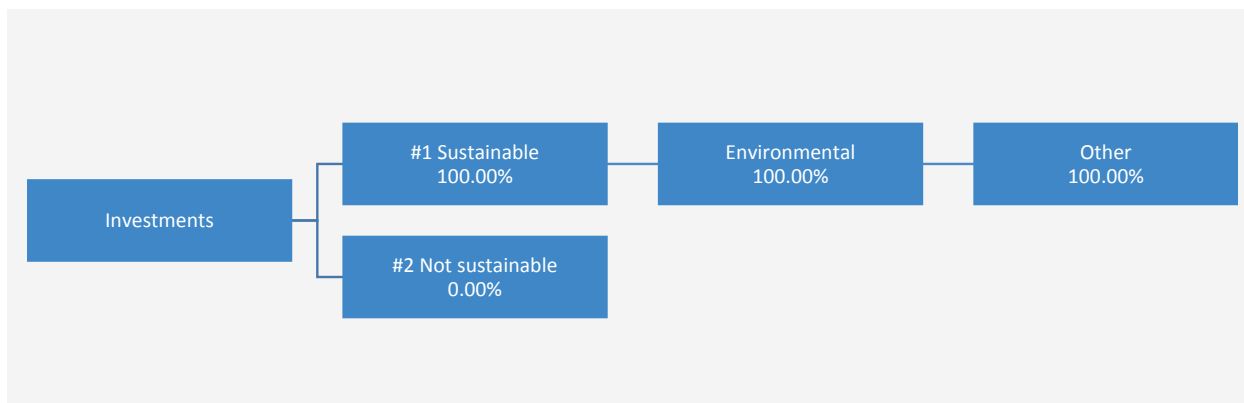 Investments
#1 Sustainable
100.00%
#2 Not sustainable
0.00%
Environmental
100.00%
Other
100.00%